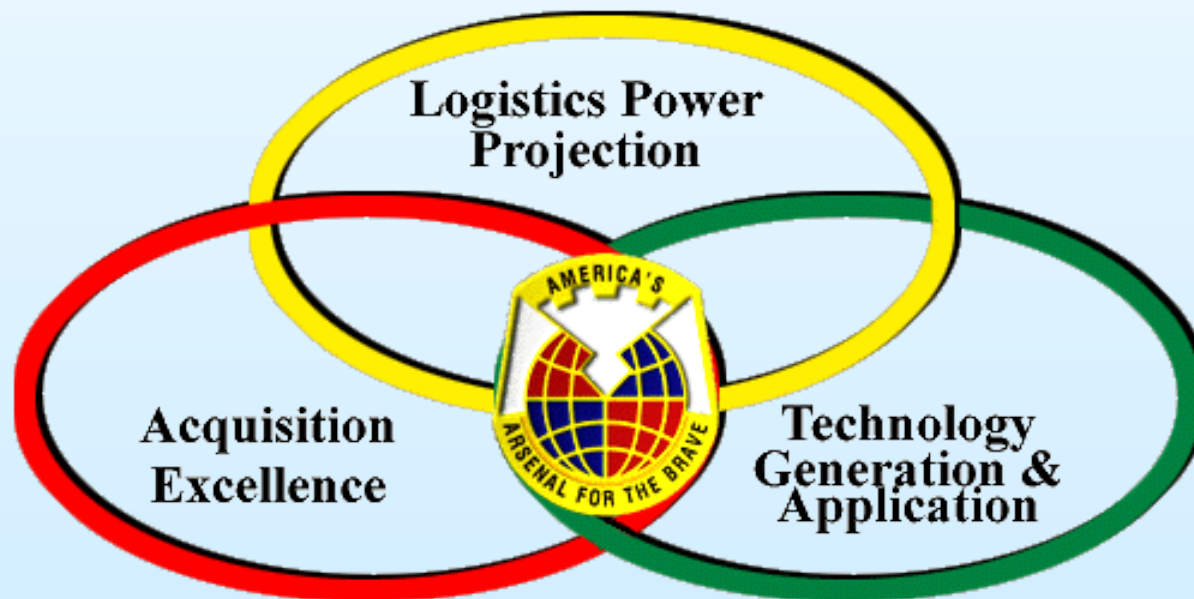 Logistics Power
Projection
AMERICA'S
ARSENAL FOR THE BRAVE
Acquisition
Excellence
Technology
Generation &
Application